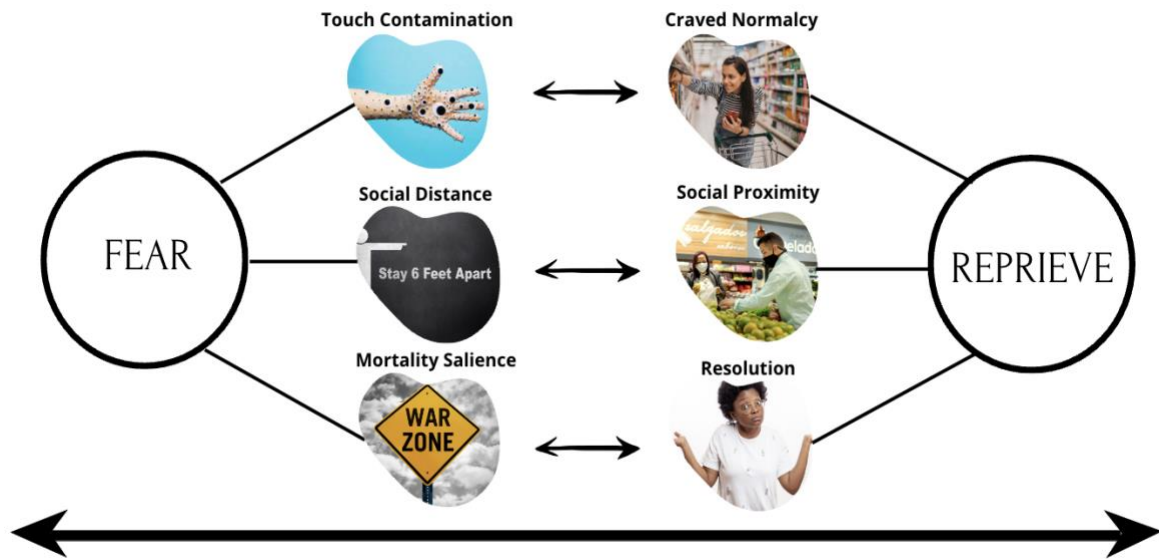 Touch Contamination
Craved Normalcy
Social Distance
Social Proximity
FEAR
Stay 6 Feet Apart
salgados
REPRIEVE
Mortality Salience
Resolution
WAR
ZONE